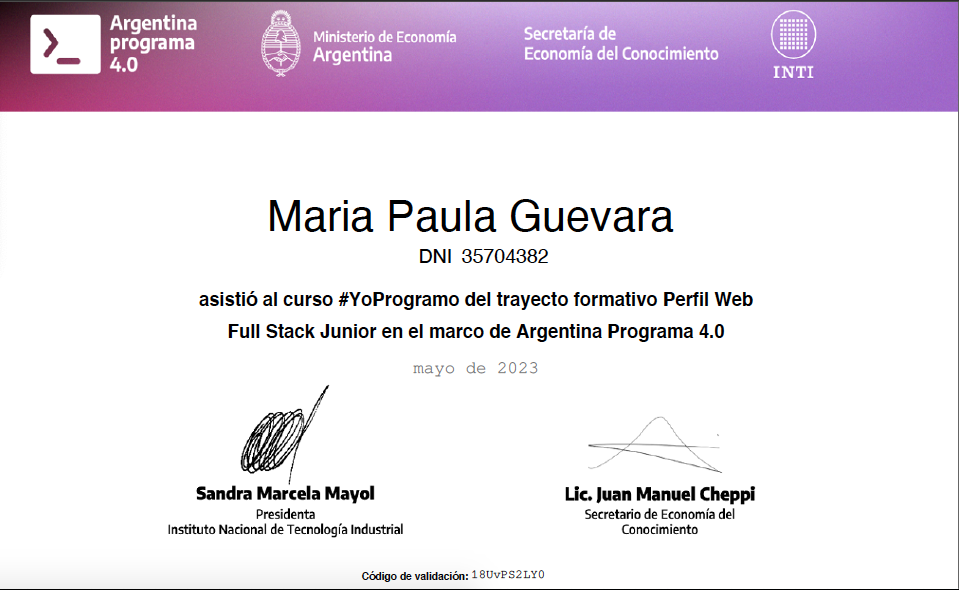 Argentina
programa
4.0
Ministerio de Economía
Argentina
Secretaría de
Economía del Conocimiento
INTI
Maria Paula Guevara
DNI 35704382
asistió al curso #YoProgramo del trayecto formativo Perfil Web
Full Stack Junior en el marco de Argentina Programa 4.0
mayo de 2023
Sandra Marcela Mayol
Presidenta
Instituto Nacional de Tecnología Industrial
Lic. Juan Manuel Cheppi
Secretario de Economía del
Conocimiento
Código de validación: 18UvPS2LY0